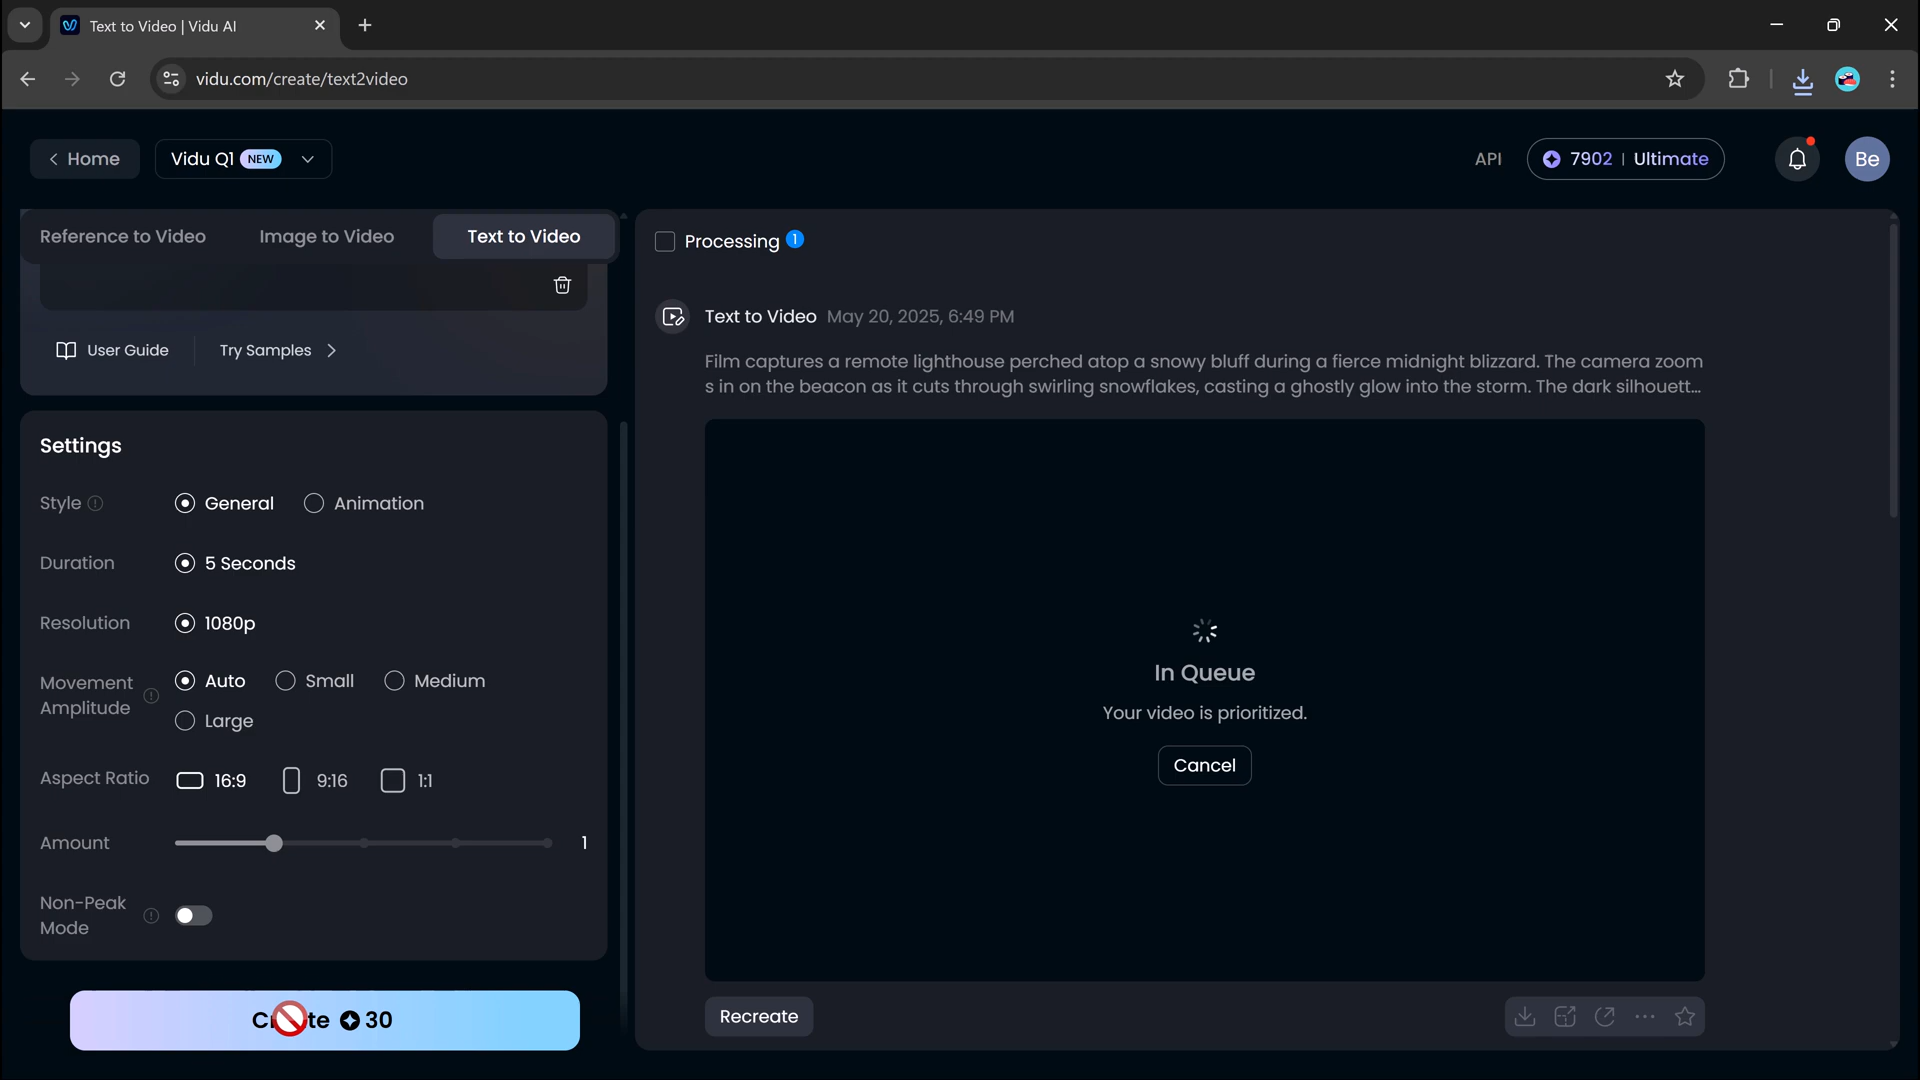 Text to Video | Vidu AI
vidu.com/create/text2video
Home
Vidu Q1 NEW
API
7902 | Ultimate
Be
Reference to Video
Image to Video
Text to Video
User Guide
Try Samples
Settings
Style
General
Animation
Duration
5 Seconds
Resolution
1080p
Movement
Amplitude
Auto
Small
Medium
Large
Aspect Ratio
16:9
9:16
1:1
Amount
1
Non-Peak
Mode
30
Processing 1
Text to Video May 20, 2025, 6:49 PM
Film captures a remote lighthouse perched atop a snowy bluff during a fierce midnight blizzard. The camera zoom
s in on the beacon as it cuts through swirling snowflakes, casting a ghostly glow into the storm. The dark silhouett...
In Queue
Your video is prioritized.
Cancel
Recreate